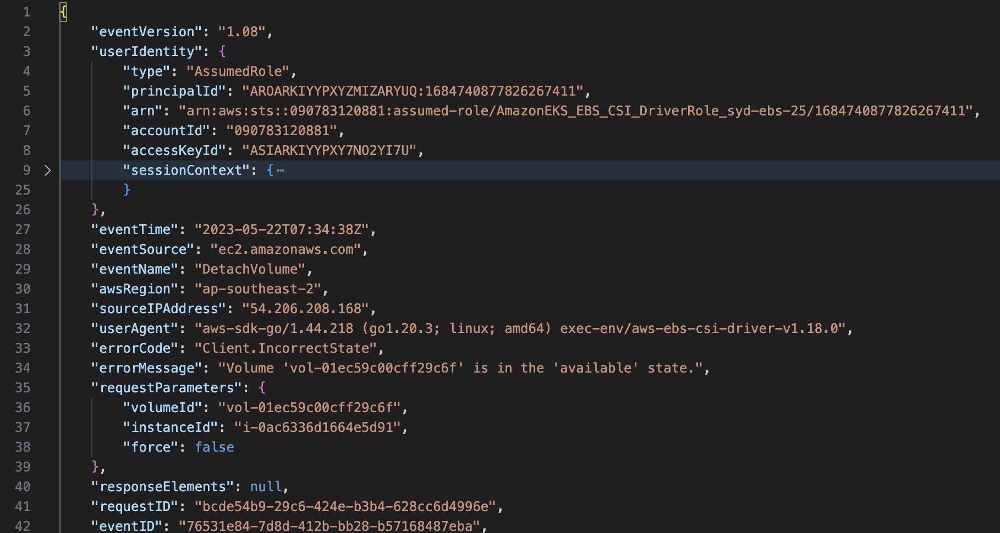 1 {
2 "eventVersion": "1.08",
3 "userIdentity": {
4 "type": "AssumedRole",
5 "principalId": "AROARKIYYPXYZMIZARYUQ:1684740877826267411",
6 "arn": "arn:aws:sts::090783120881:assumed-role/AmazonEKS_EBS_CSI_DriverRole_syd-ebs-25/1684740877826267411",
7 "accountId": "090783120881",
8 "accessKeyId": "ASIARKIYYPXY7NO2YI7U",
9 > "sessionContext": { ⋯
25 }
26 },
27 "eventTime": "2023-05-22T07:34:38Z",
28 "eventSource": "ec2.amazonaws.com",
29 "eventName": "DetachVolume",
30 "awsRegion": "ap-southeast-2",
31 "sourceIPAddress": "54.206.208.168",
32 "userAgent": "aws-sdk-go/1.44.218 (go1.20.3; linux; amd64) exec-env/aws-ebs-csi-driver-v1.18.0",
33 "errorCode": "Client.IncorrectState",
34 "errorMessage": "Volume 'vol-01ec59c00cff29c6f' is in the 'available' state.",
35 "requestParameters": {
36 "volumeId": "vol-01ec59c00cff29c6f",
37 "instanceId": "i-0ac6336d1664e5d91",
38 "force": false
39 },
40 "responseElements": null,
41 "requestID": "bcde54b9-29c6-424e-b3b4-628cc6d4996e",
42 "eventID": "76531e84-7d8d-412b-bb28-b57168487eba",